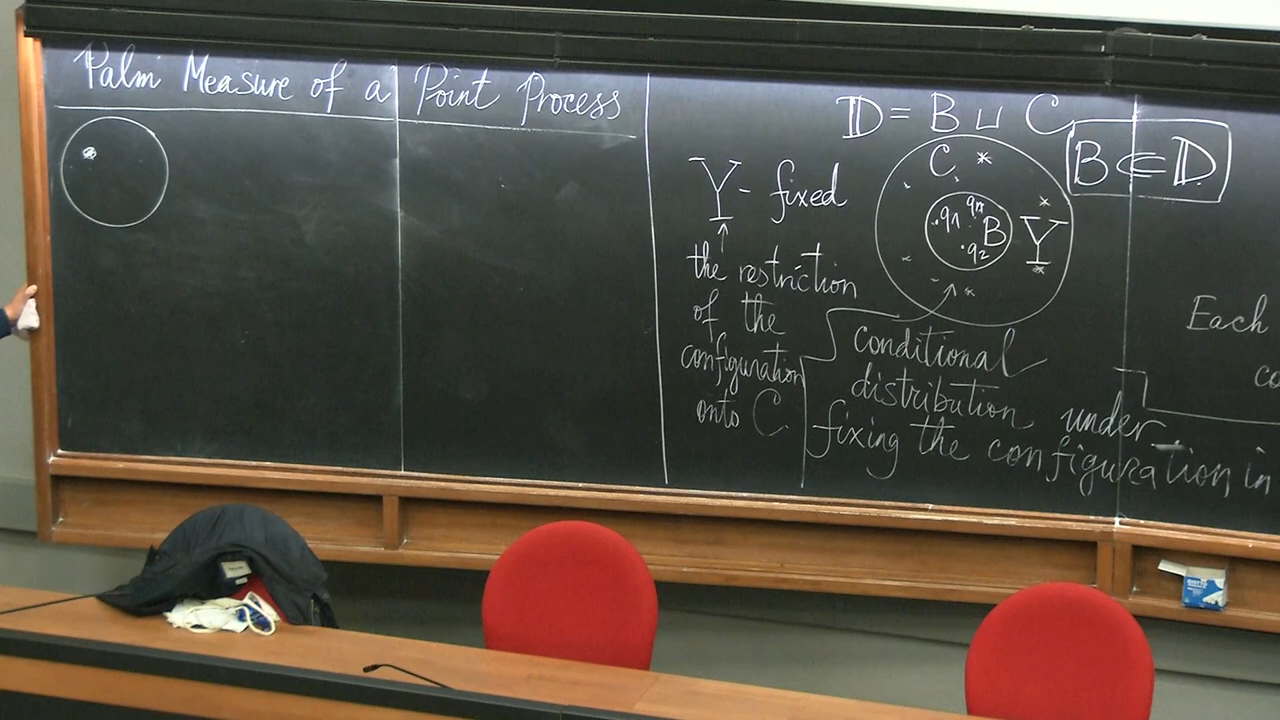 Palm Measure of a Point Process
D = B ⊔ C
B ⊂ D
Y - fixed
↑
the restriction
of the
configuration
onto C.
C
q1
qm
B
q2
Y
conditional
distribution under
fixing the configuration in
Each